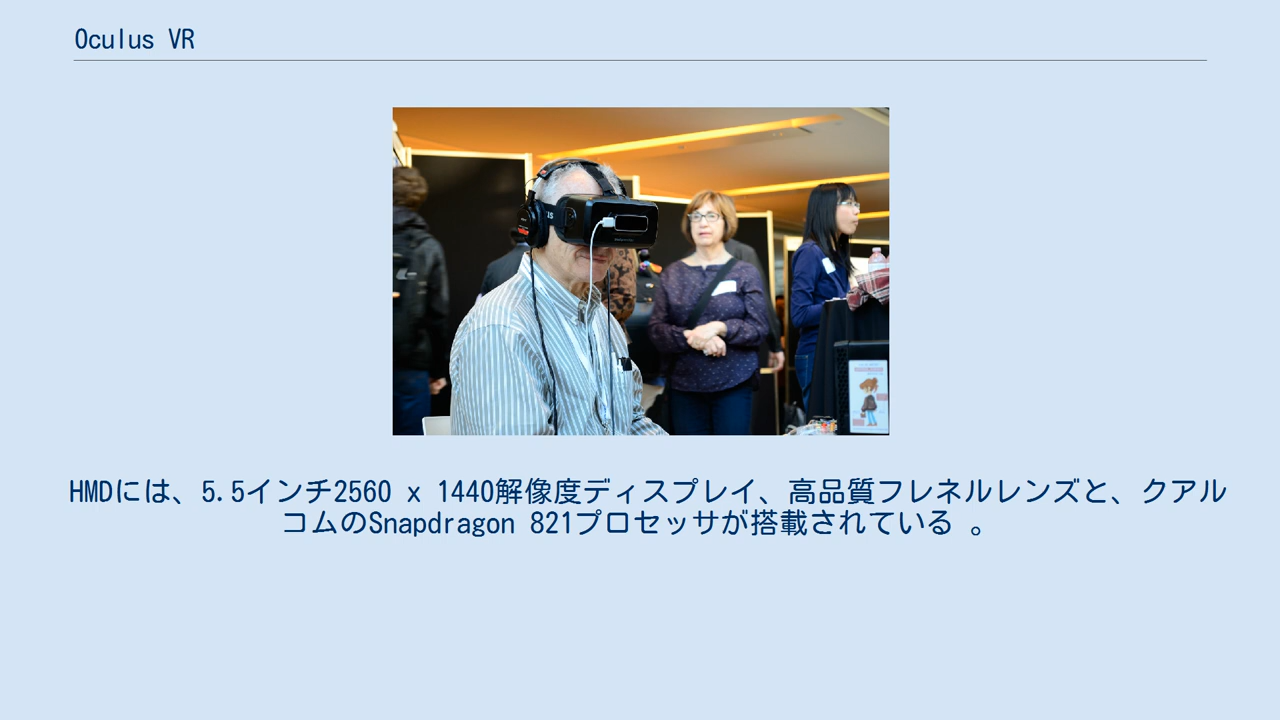 Oculus VR
HMDには、5.5インチ2560 x 1440解像度ディスプレイ、高品質フレネルレンズと、クアル
コムのSnapdragon 821プロセッサが搭載されている 。